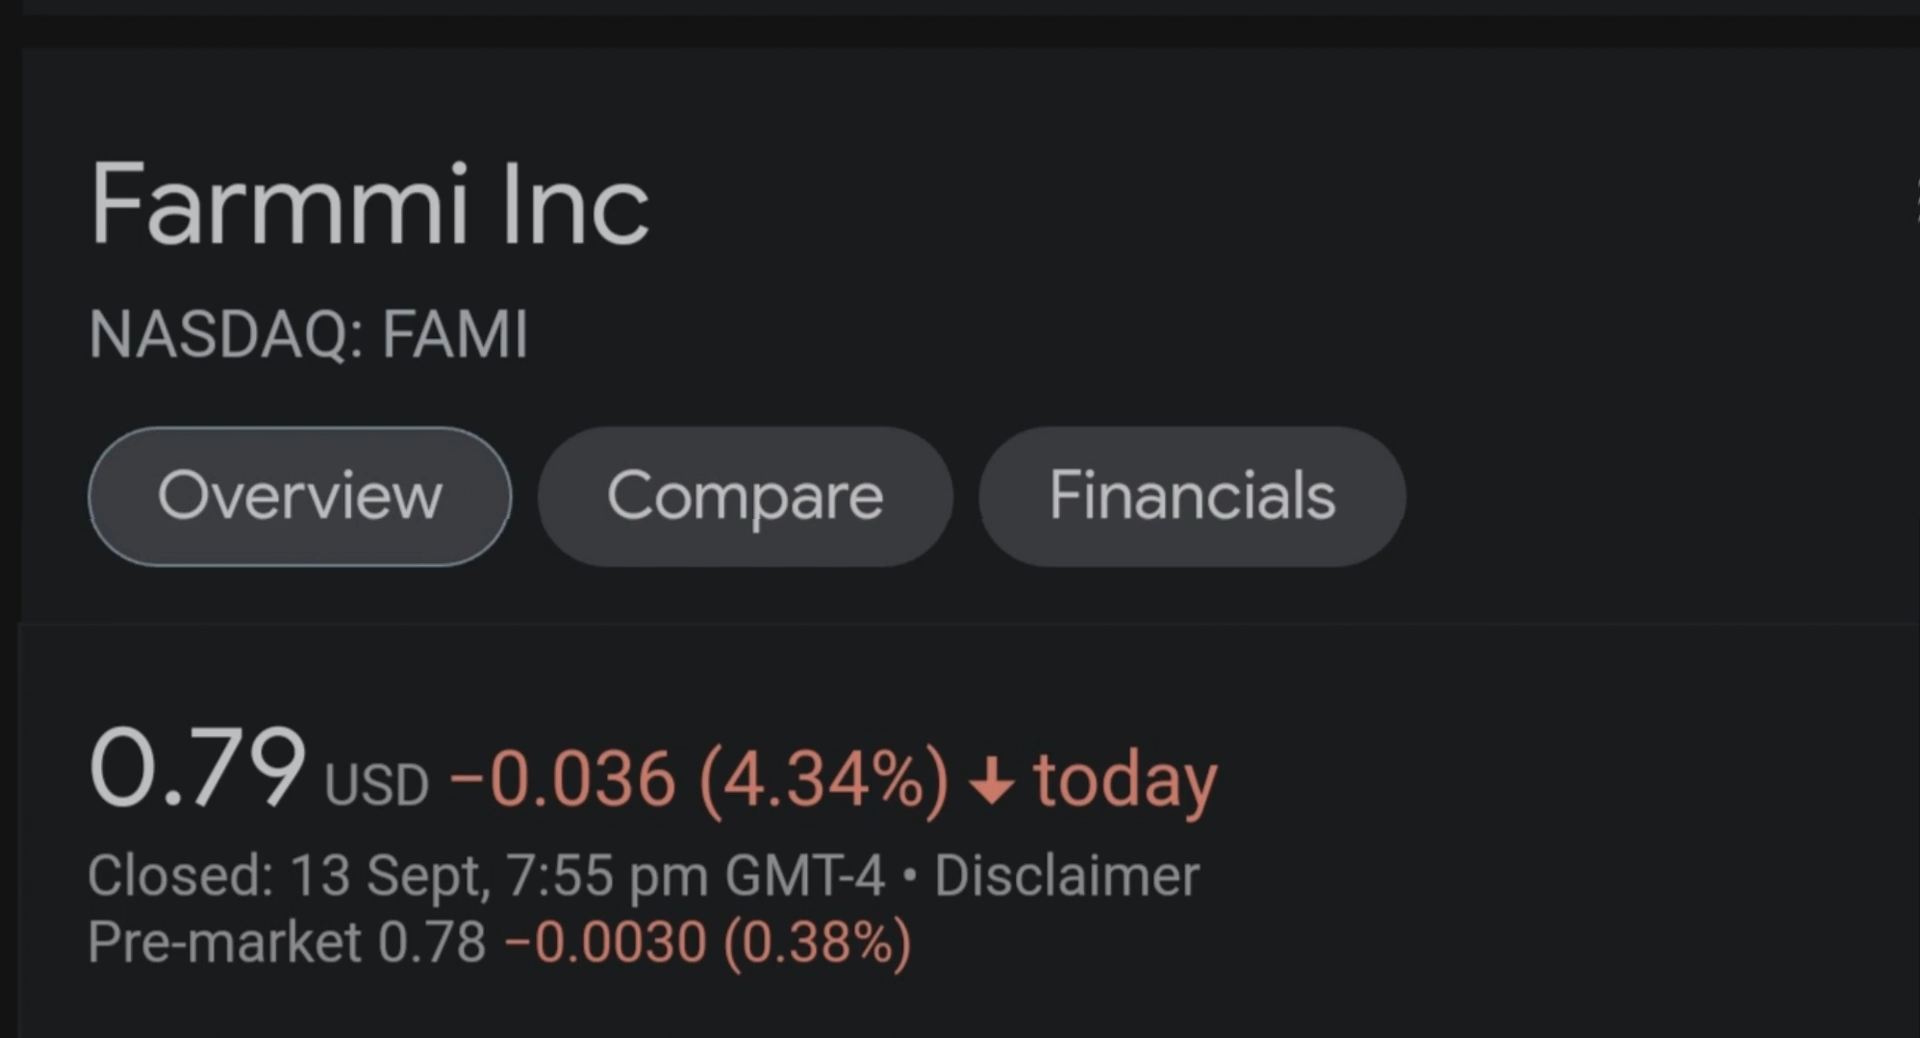 Farmmi Inc
NASDAQ: FAMI
Overview Compare Financials
0.79 USD −0.036 (4.34%) ↓ today
Closed: 13 Sept, 7:55 pm GMT-4 • Disclaimer
Pre-market 0.78 −0.0030 (0.38%)